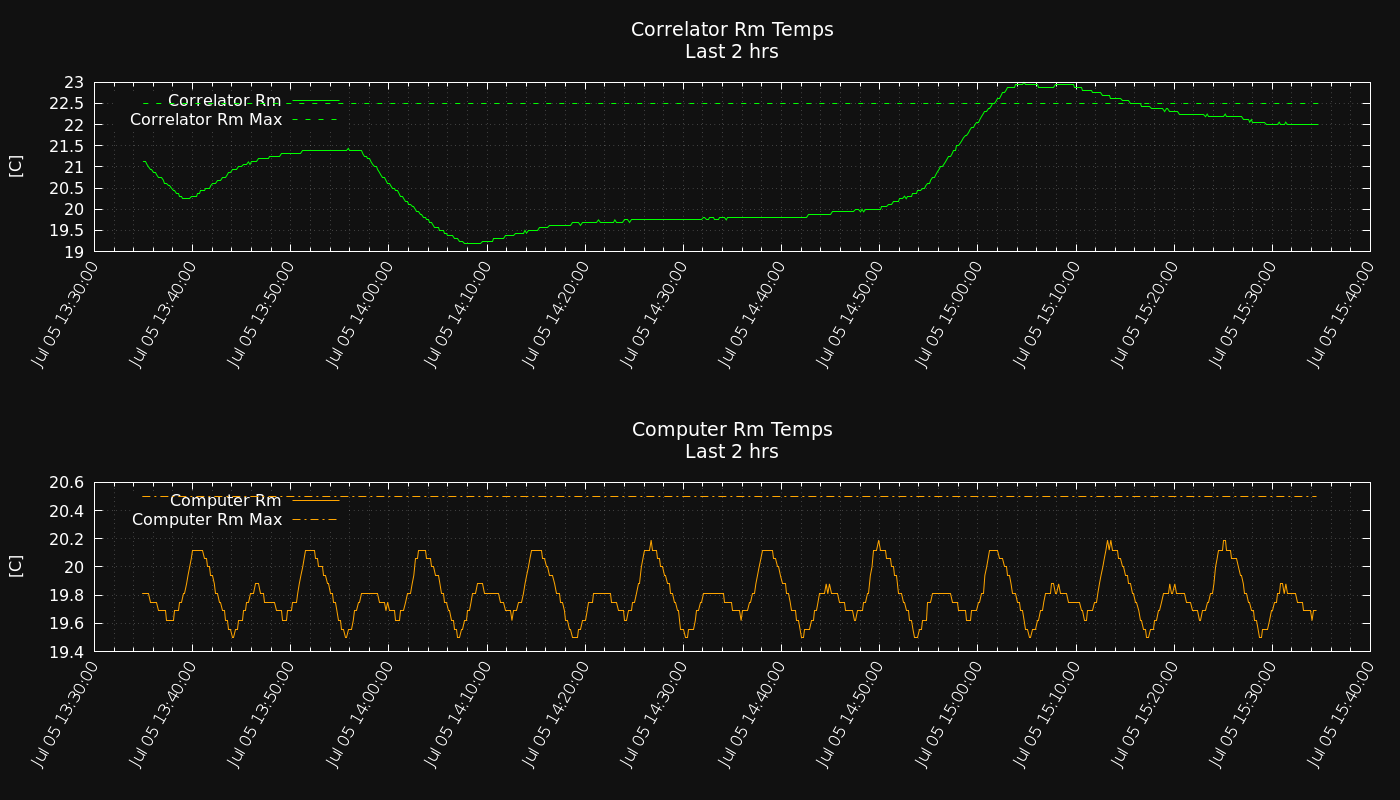 Correlator Rm Temps
Last 2 hrs
23
22.5
22
21.5
21
20.5
20
19.5
19
[C]
Correlator Rm
Correlator Rm Max
Jul 05 13:30:00
Jul 05 13:40:00
Jul 05 13:50:00
Jul 05 14:00:00
Jul 05 14:10:00
Jul 05 14:20:00
Jul 05 14:30:00
Jul 05 14:40:00
Jul 05 14:50:00
Jul 05 15:00:00
Jul 05 15:10:00
Jul 05 15:20:00
Jul 05 15:30:00
Jul 05 15:40:00
Computer Rm Temps
Last 2 hrs
20.6
20.4
20.2
20
19.8
19.6
19.4
[C]
Computer Rm
Computer Rm Max
Jul 05 13:30:00
Jul 05 13:40:00
Jul 05 13:50:00
Jul 05 14:00:00
Jul 05 14:10:00
Jul 05 14:20:00
Jul 05 14:30:00
Jul 05 14:40:00
Jul 05 14:50:00
Jul 05 15:00:00
Jul 05 15:10:00
Jul 05 15:20:00
Jul 05 15:30:00
Jul 05 15:40:00